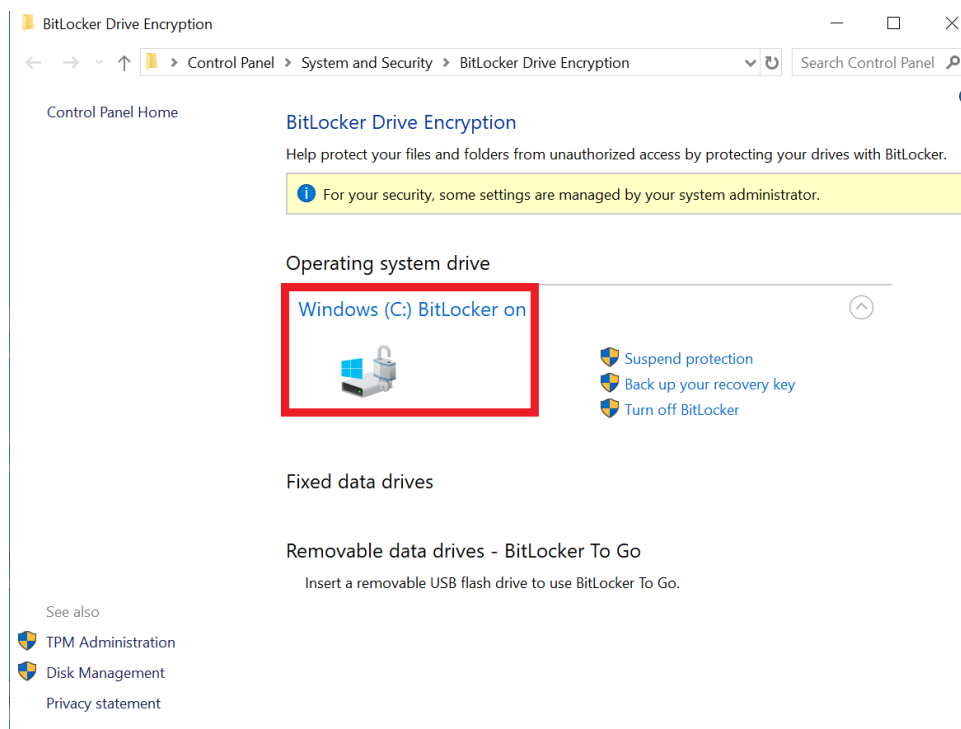 BitLocker Drive Encryption
Control Panel > System and Security > BitLocker Drive Encryption
Search Control Panel
Control Panel Home
BitLocker Drive Encryption
Help protect your files and folders from unauthorized access by protecting your drives with BitLocker.
For your security, some settings are managed by your system administrator.
Operating system drive
Windows (C:) BitLocker on
Suspend protection
Back up your recovery key
Turn off BitLocker
Fixed data drives
Removable data drives - BitLocker To Go
Insert a removable USB flash drive to use BitLocker To Go.
See also
TPM Administration
Disk Management
Privacy statement